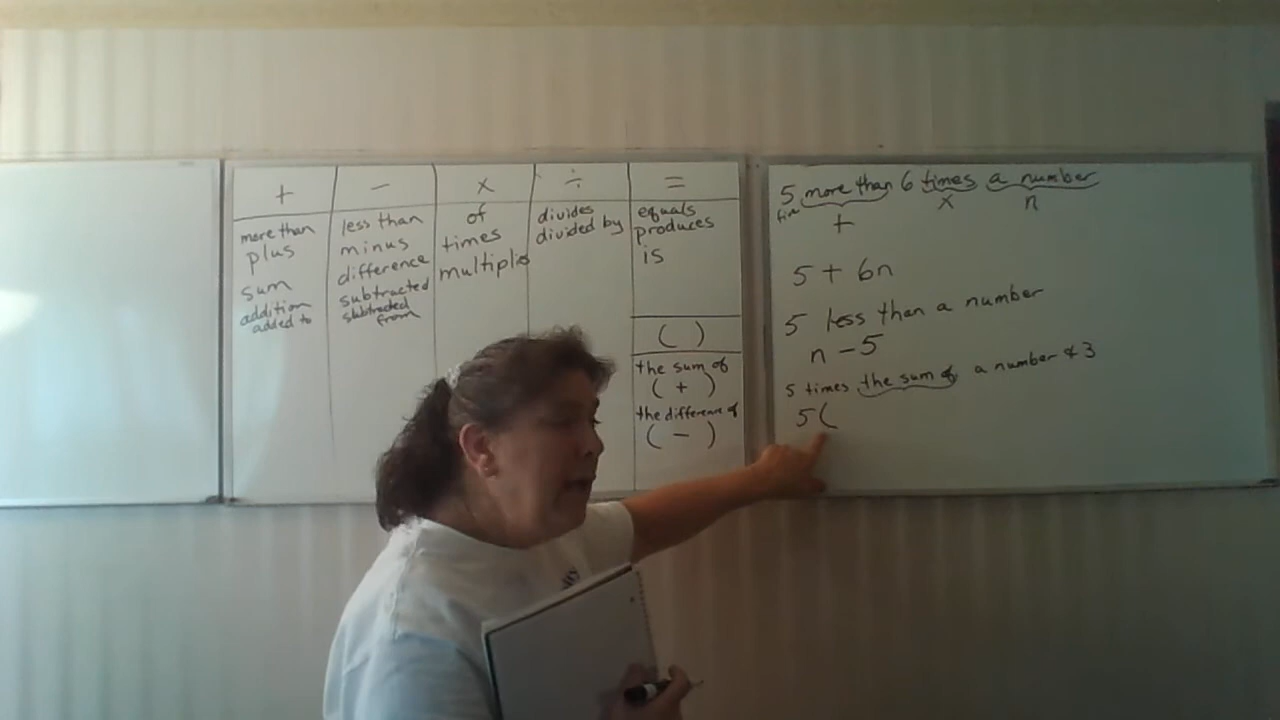 + − × ÷ =
more than
plus
sum
addition
added to
less than
minus
difference
subtracted
subtracted
from
of
times
multiplie
divides
divided by
equals
produces
is
( )
the sum of
( + )
the difference of
( − )
5 more than 6 times a number
+ × n
5 + 6n
5 less than a number
n − 5
5 times the sum of a number & 3
5(